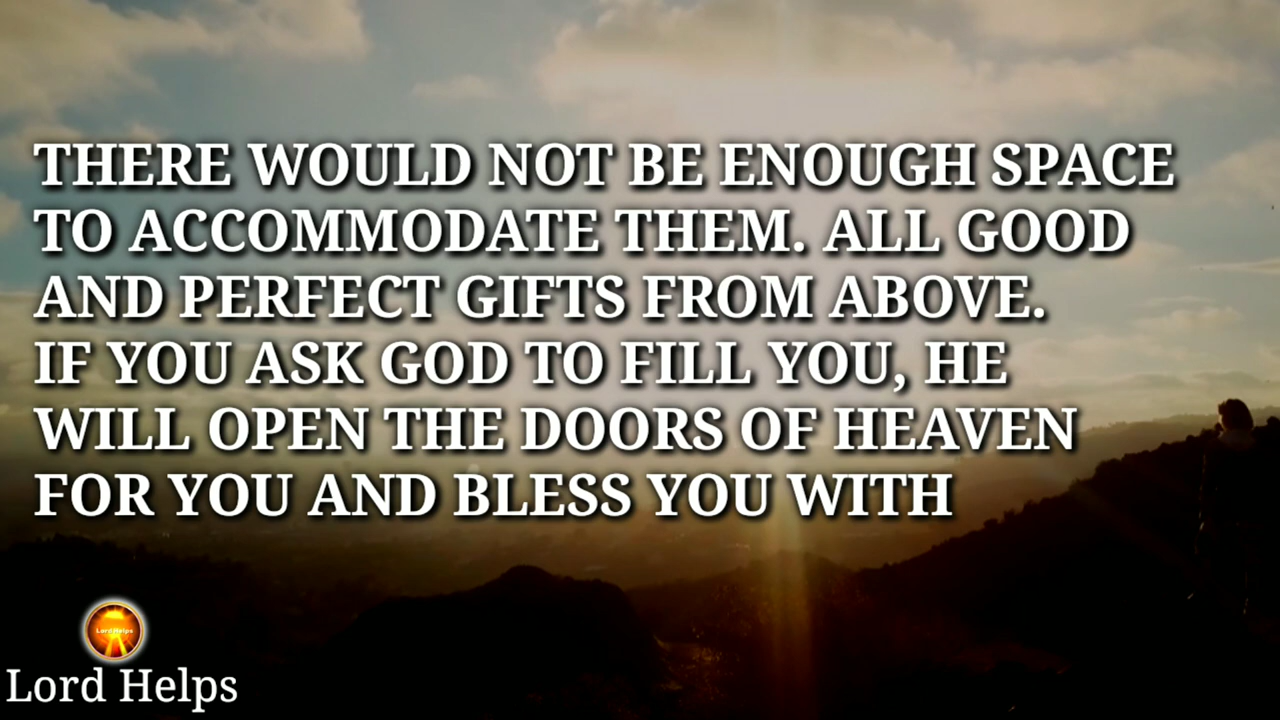 THERE WOULD NOT BE ENOUGH SPACE
TO ACCOMMODATE THEM. ALL GOOD
AND PERFECT GIFTS FROM ABOVE.
IF YOU ASK GOD TO FILL YOU, HE
WILL OPEN THE DOORS OF HEAVEN
FOR YOU AND BLESS YOU WITH
Lord Helps
Lord Helps